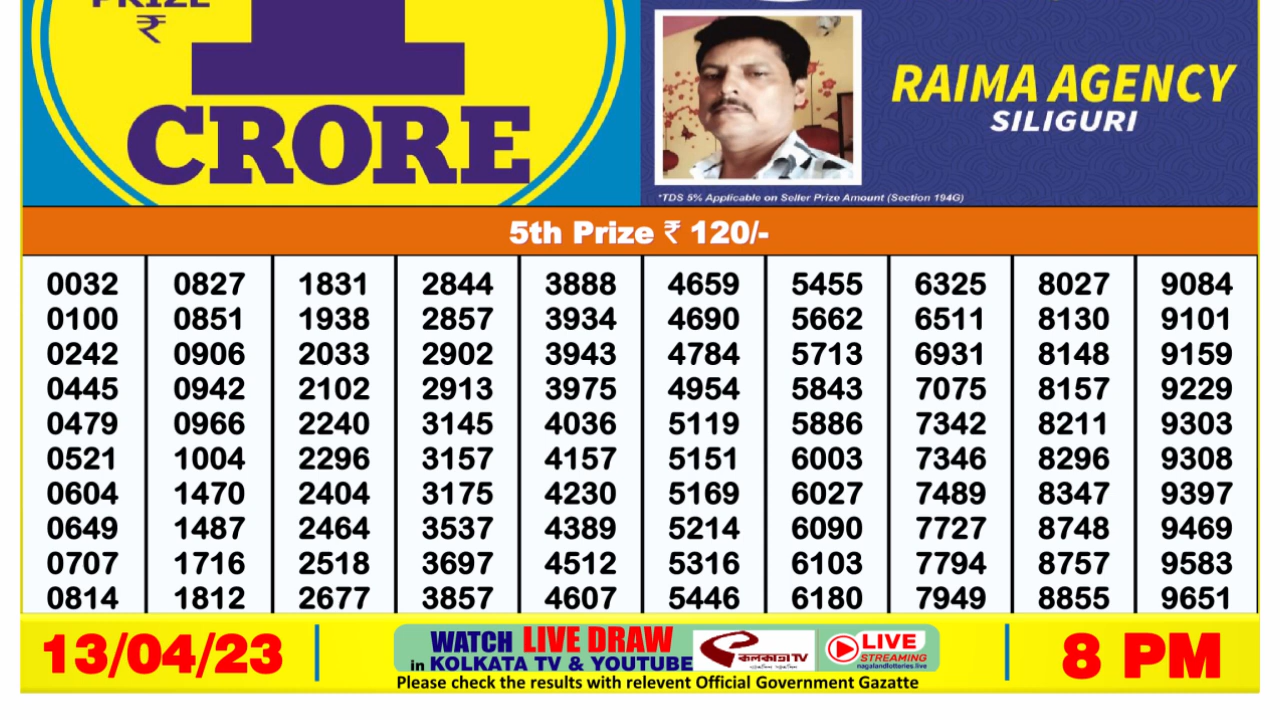 PRIZE
₹
1
CRORE
RAIMA AGENCY
SILIGURI
*TDS 5% Applicable on Seller Prize Amount (Section 194G)
5th Prize ₹ 120/-
0032 0827 1831 2844 3888 4659 5455 6325 8027 9084
0100 0851 1938 2857 3934 4690 5662 6511 8130 9101
0242 0906 2033 2902 3943 4784 5713 6931 8148 9159
0445 0942 2102 2913 3975 4954 5843 7075 8157 9229
0479 0966 2240 3145 4036 5119 5886 7342 8211 9303
0521 1004 2296 3157 4157 5151 6003 7346 8296 9308
0604 1470 2404 3175 4230 5169 6027 7489 8347 9397
0649 1487 2464 3537 4389 5214 6090 7727 8748 9469
0707 1716 2518 3697 4512 5316 6103 7794 8757 9583
0814 1812 2677 3857 4607 5446 6180 7949 8855 9651
13/04/23
WATCH LIVE DRAW
in KOLKATA TV & YOUTUBE
কলকাতা TV
LIVE
STREAMING
nagalandlotteries.live
Please check the results with relevent Official Government Gazatte
8 PM